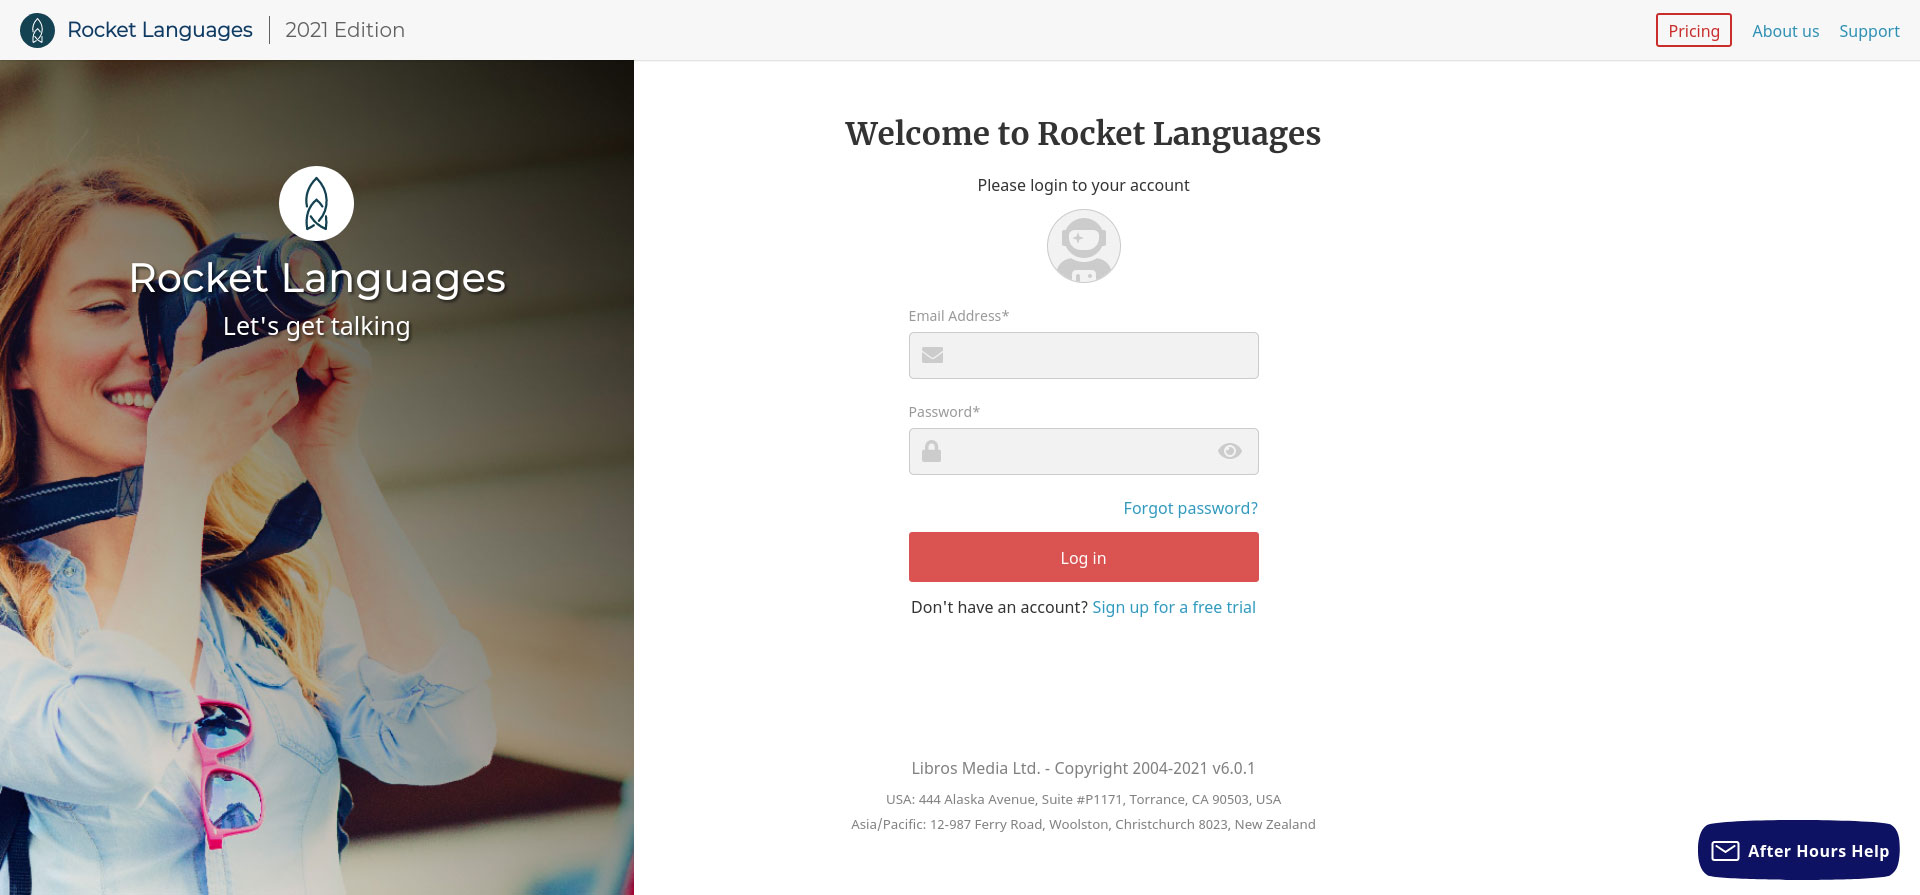 Rocket Languages
2021 Edition
Pricing
About us
Support
Rocket Languages
Let's get talking
Welcome to Rocket Languages
Please login to your account
Email Address*
Password*
Forgot password?
Log in
Don't have an account? Sign up for a free trial
Libros Media Ltd. - Copyright 2004-2021 v6.0.1
USA: 444 Alaska Avenue, Suite #P1171, Torrance, CA 90503, USA
Asia/Pacific: 12-987 Ferry Road, Woolston, Christchurch 8023, New Zealand
After Hours Help